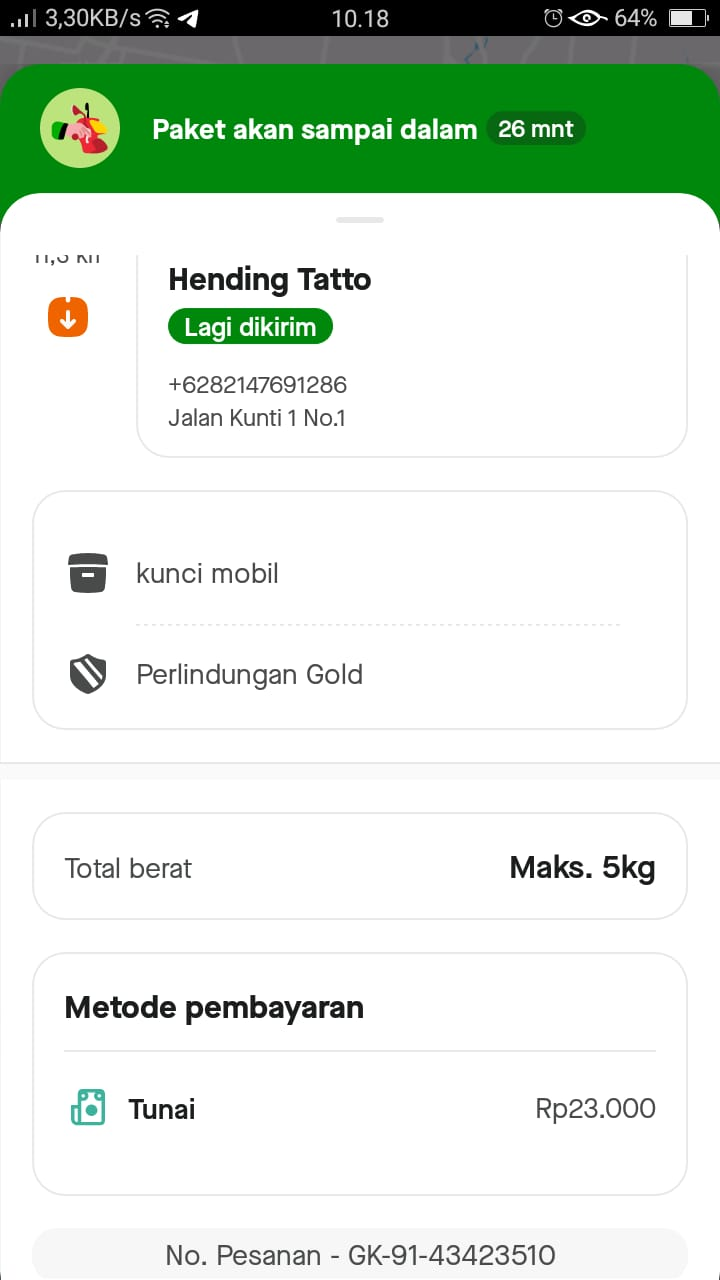 3,30KB/s
10.18
64%
Paket akan sampai dalam 26 mnt
Hending Tatto
Lagi dikirim
+6282147691286
Jalan Kunti 1 No.1
kunci mobil
Perlindungan Gold
Total berat
Maks. 5kg
Metode pembayaran
Tunai
Rp23.000
No. Pesanan - GK-91-43423510